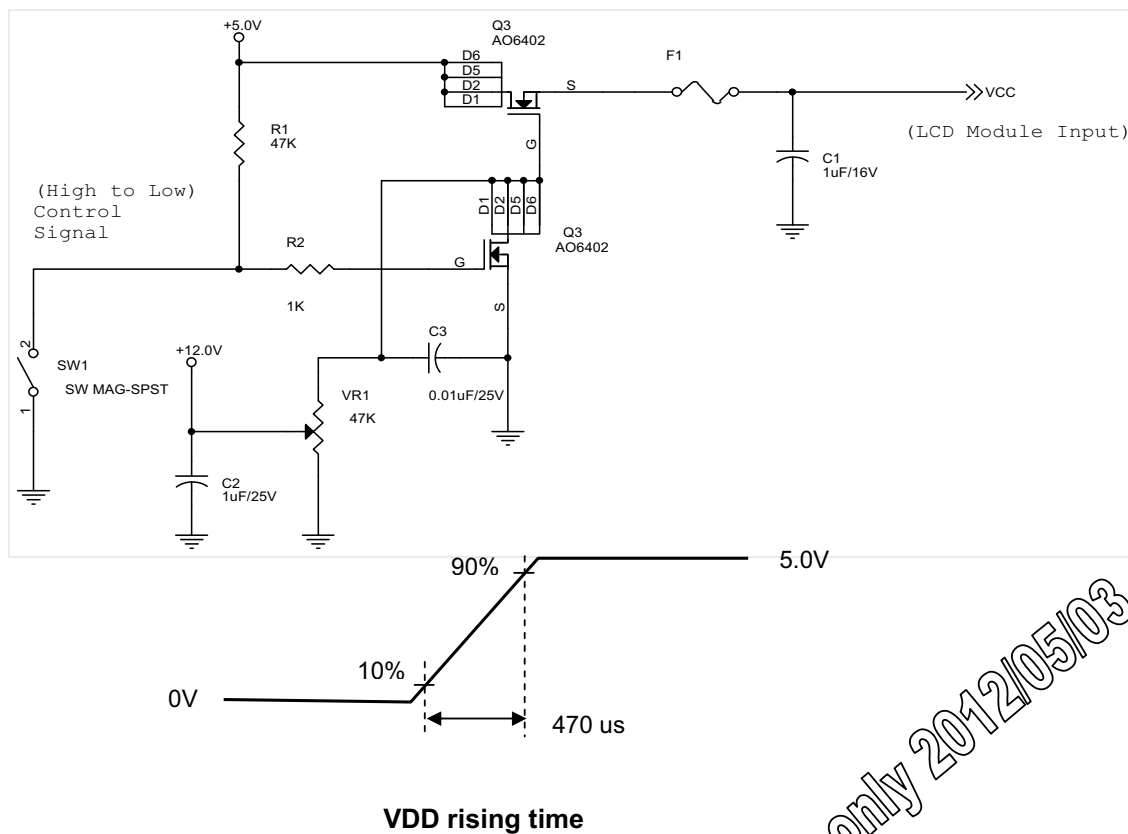 +5.0V
Q3
AO6402
D6
D5
D2
D1
S
G
F1
VCC
(LCD Module Input)
C1
1uF/16V
R1
47K
(High to Low)
Control
Signal
R2
1K
G
D1
D2
D5
D6
Q3
AO6402
S
C3
0.01uF/25V
2
1
SW1
SW MAG-SPST
+12.0V
VR1
47K
C2
1uF/25V
90%
5.0V
10%
0V
470 us
VDD rising time
only 2012/05/03